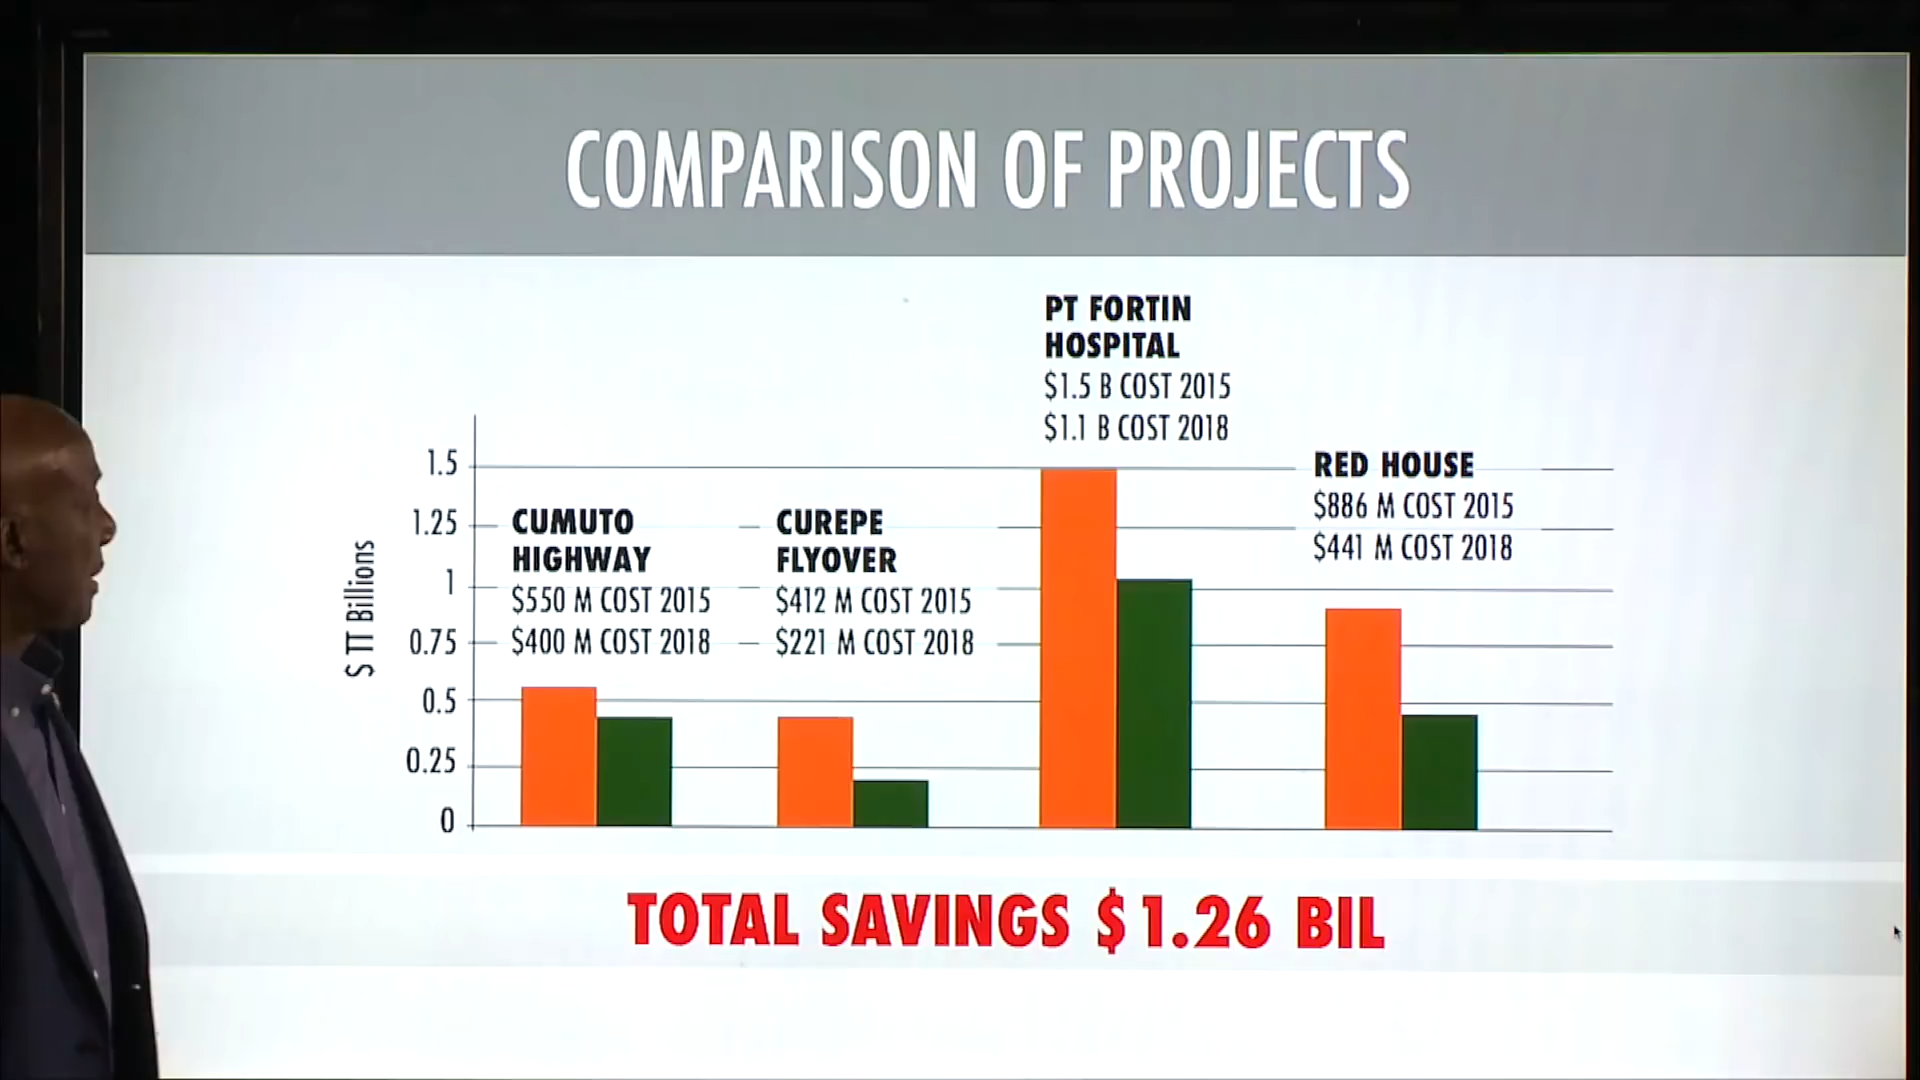 COMPARISON OF PROJECTS
PT FORTIN
HOSPITAL
$1.5 B COST 2015
$1.1 B COST 2018
RED HOUSE
$886 M COST 2015
$441 M COST 2018
CUMUTO
HIGHWAY
$550 M COST 2015
$400 M COST 2018
CUREPE
FLYOVER
$412 M COST 2015
$221 M COST 2018
$ TT Billions
1.5
1.25
1
0.75
0.5
0.25
0
TOTAL SAVINGS $1.26 BIL